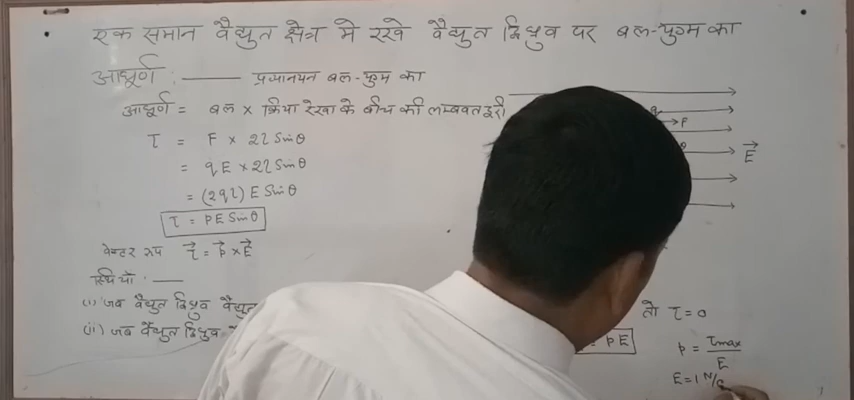 एक समान वैद्युत क्षेत्र मे रखे वैद्युत द्विध्रुव पर बल-युग्म का
आघूर्ण : —— प्रत्यानयन बल-युग्म का
आघूर्ण = बल × क्रिया रेखा के बीच की लम्बवत दूरी
τ = F × 2l Sinθ
= qE × 2l Sinθ
= (2ql) E Sinθ
τ = PE Sinθ
वेक्टर रूप τ⃗ = p⃗ × E⃗
स्थितियाँ : ——
(i) जब वैद्युत द्विध्रुव वैद्युत
तो τ = 0
(ii) जब वैद्युत द्विध्रुव
= PE
p = τmax/E
E = 1 N/C
F
E⃗